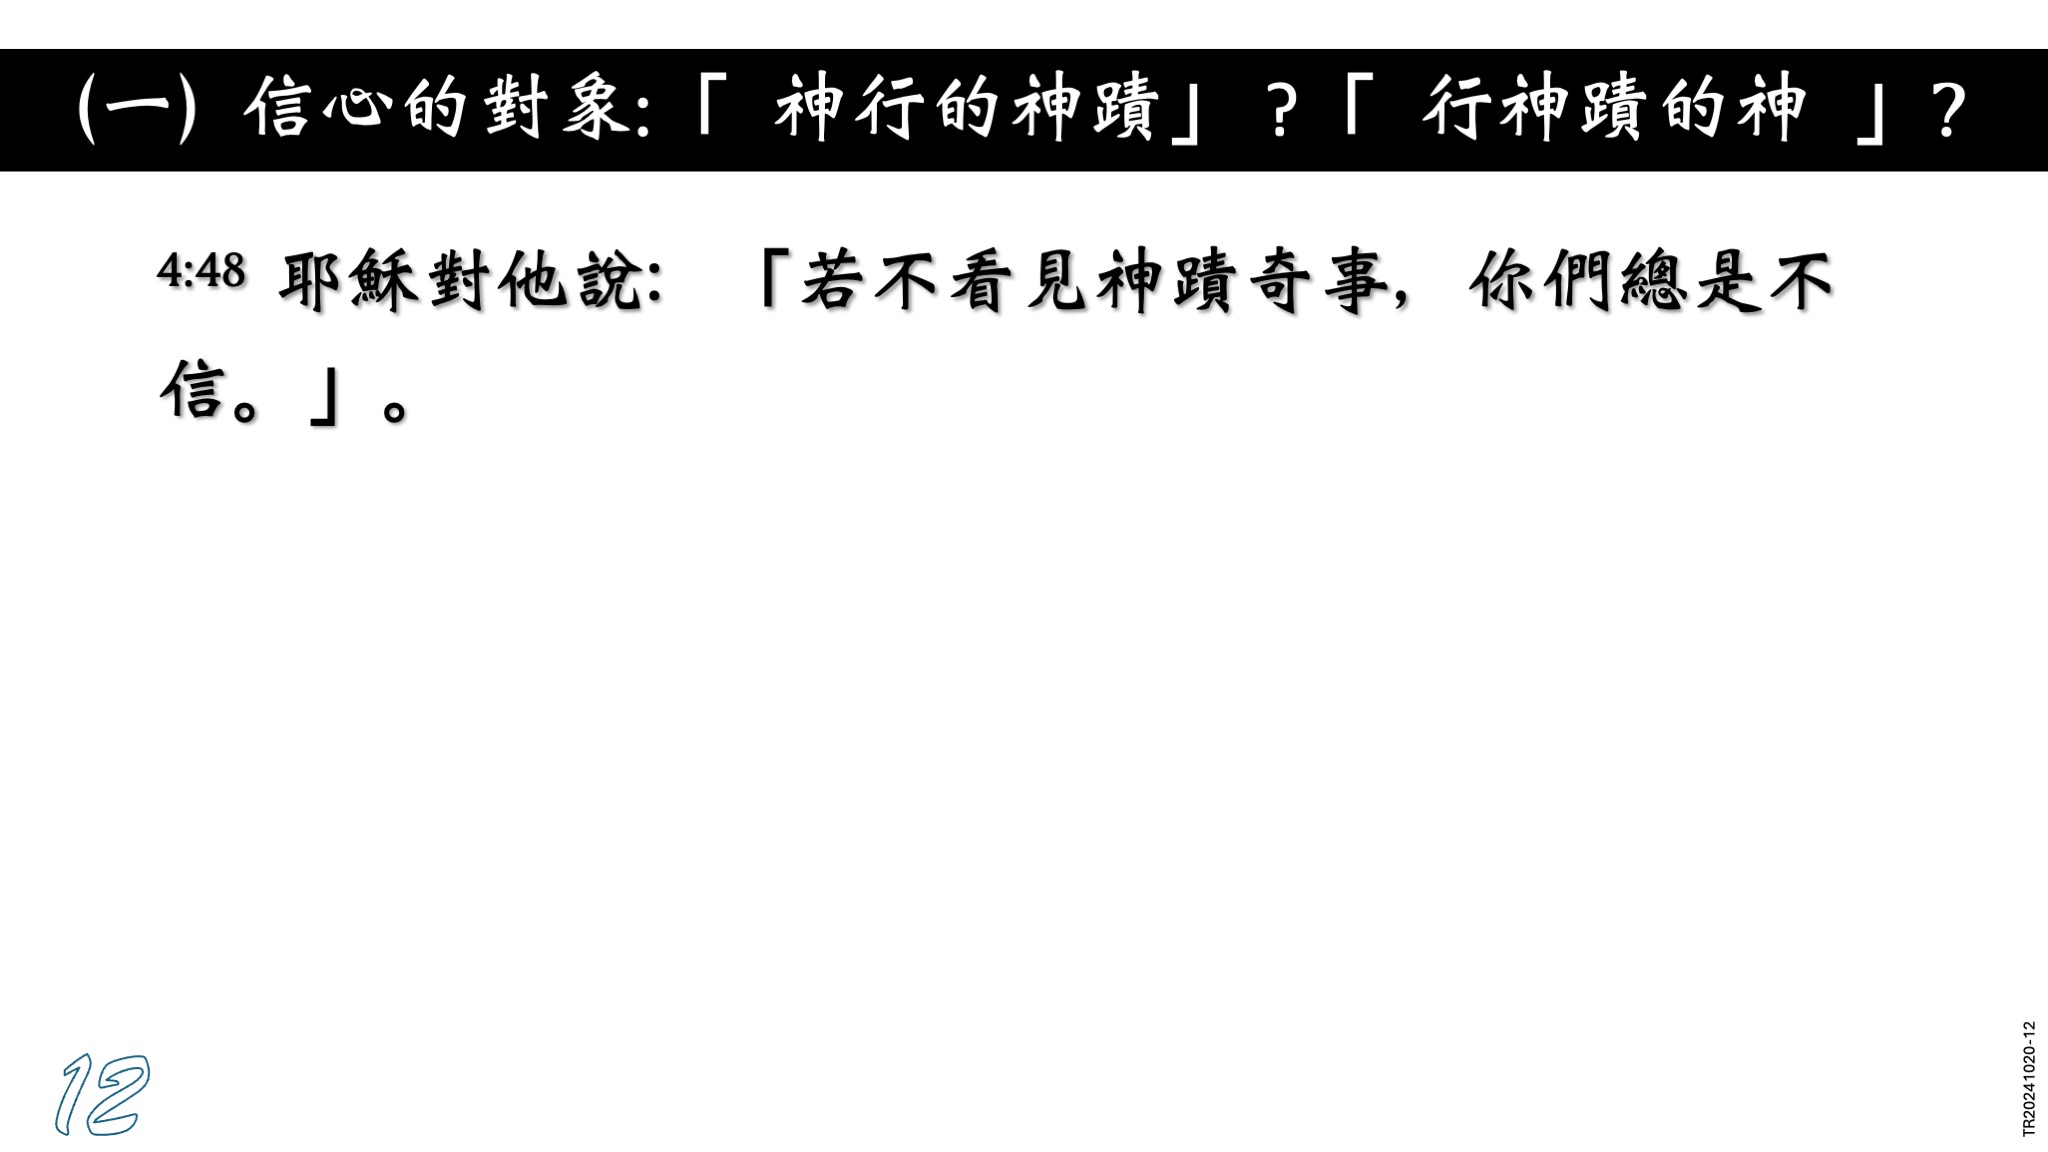 (一) 信心的對象:「 神行的神蹟」?「 行神蹟的神 」?
4:48 耶穌對他說: 「若不看見神蹟奇事, 你們總是不
信。」。
12
TR20241020-12